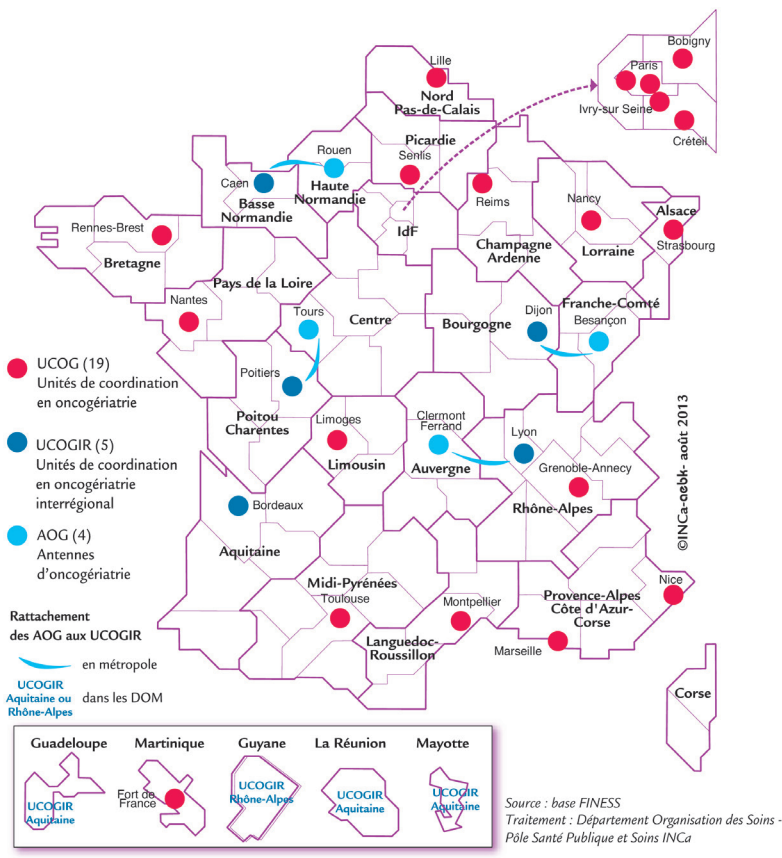 Bobigny
Paris
Ivry-sur Seine
Créteil
Lille
Nord
Pas-de-Calais
Picardie
Senlis
Rouen
Haute
Normandie
Caen
Basse
Normandie
IdF
Reims
Champagne
Ardenne
Nancy
Lorraine
Alsace
Strasbourg
Rennes-Brest
Bretagne
Pays de la Loire
Nantes
Tours
Centre
Bourgogne
Dijon
Franche-Comté
Besançon
Poitiers
Poitou
Charentes
Limoges
Limousin
Clermont
Ferrand
Auvergne
Lyon
Grenoble-Annecy
Rhône-Alpes
Bordeaux
Aquitaine
Midi-Pyrénées
Toulouse
Montpellier
Languedoc-
Roussillon
Provence-Alpes
Côte d'Azur-
Corse
Nice
Marseille
Corse
©INCa-œbk- août 2013
UCOG (19)
Unités de coordination
en oncogériatrie
UCOGIR (5)
Unités de coordination
en oncogériatrie
interrégional
AOG (4)
Antennes
d'oncogériatrie
Rattachement
des AOG aux UCOGIR
en métropole
UCOGIR
Aquitaine ou
Rhône-Alpes
dans les DOM
Guadeloupe
UCOGIR
Aquitaine
Martinique
Fort de
France
Guyane
UCOGIR
Rhône-Alpes
La Réunion
UCOGIR
Aquitaine
Mayotte
UCOGIR
Aquitaine
Source : base FINESS
Traitement : Département Organisation des Soins -
Pôle Santé Publique et Soins INCa